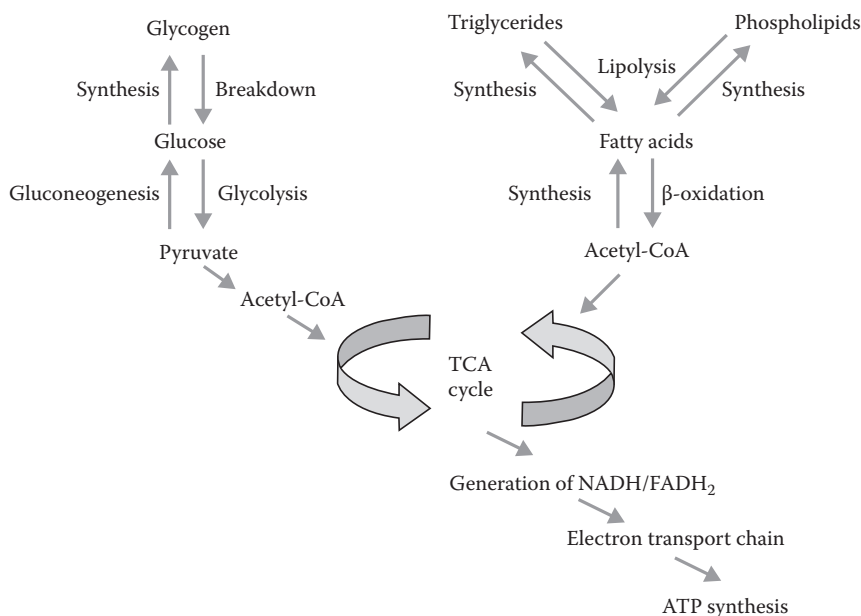 Glycogen
Synthesis
Breakdown
Glucose
Gluconeogenesis
Glycolysis
Pyruvate
Acetyl-CoA
Triglycerides
Phospholipids
Lipolysis
Synthesis
Synthesis
Fatty acids
Synthesis
β-oxidation
Acetyl-CoA
TCA
cycle
Generation of NADH/FADH₂
Electron transport chain
ATP synthesis